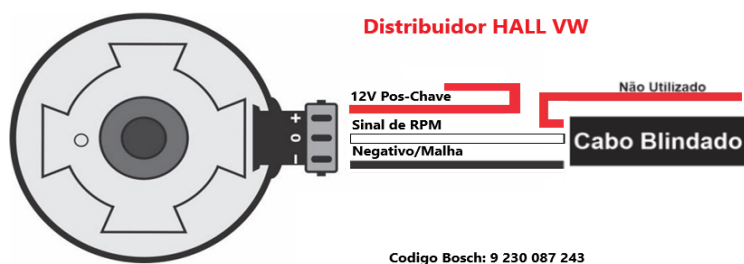 Distribuidor HALL VW
Não Utilizado
12V Pos-Chave
+
Sinal de RPM
O
Cabo Blindado
Negativo/Malha
–
Codigo Bosch: 9 230 087 243